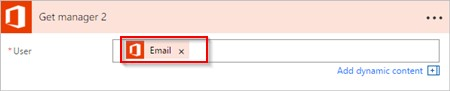 Get manager 2
* User
Email x
Add dynamic content